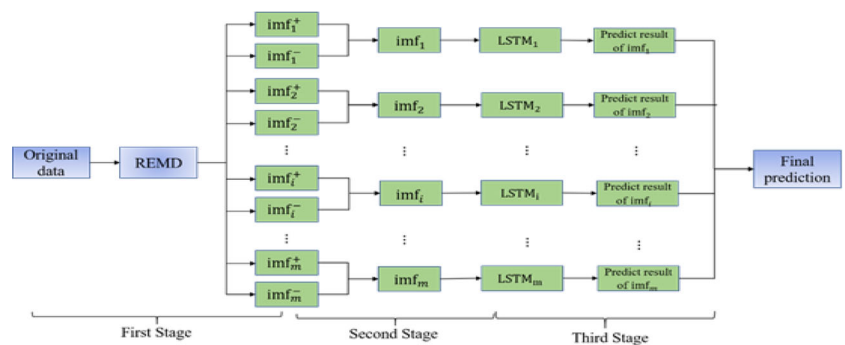 imf₁⁺
imf₁⁻
imf₁
LSTM₁
Predict result
of imf₁
imf₂⁺
imf₂⁻
imf₂
LSTM₂
Predict result
of imf₂
⋮ ⋮ ⋮ ⋮
Original
data
REMD
imfᵢ⁺
imfᵢ⁻
imfᵢ
LSTMᵢ
Predict result
of imfᵢ
Final
prediction
⋮ ⋮ ⋮ ⋮
imfₘ⁺
imfₘ⁻
imfₘ
LSTMₘ
Predict result
of imfₘ
First Stage
Second Stage
Third Stage